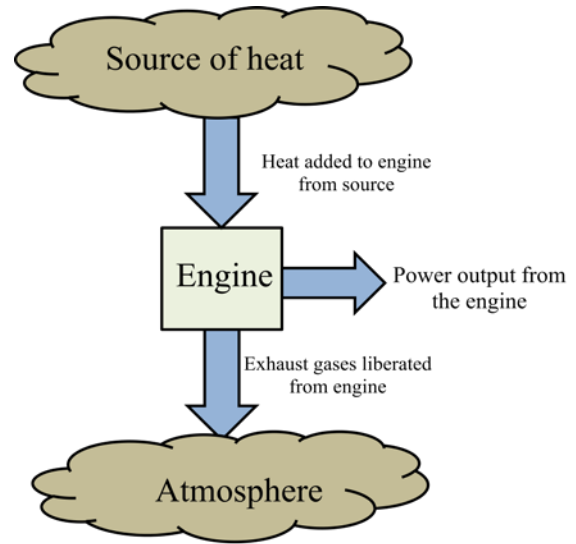 Source of heat
Heat added to engine
from source
Engine
Power output from
the engine
Exhaust gases liberated
from engine
Atmosphere